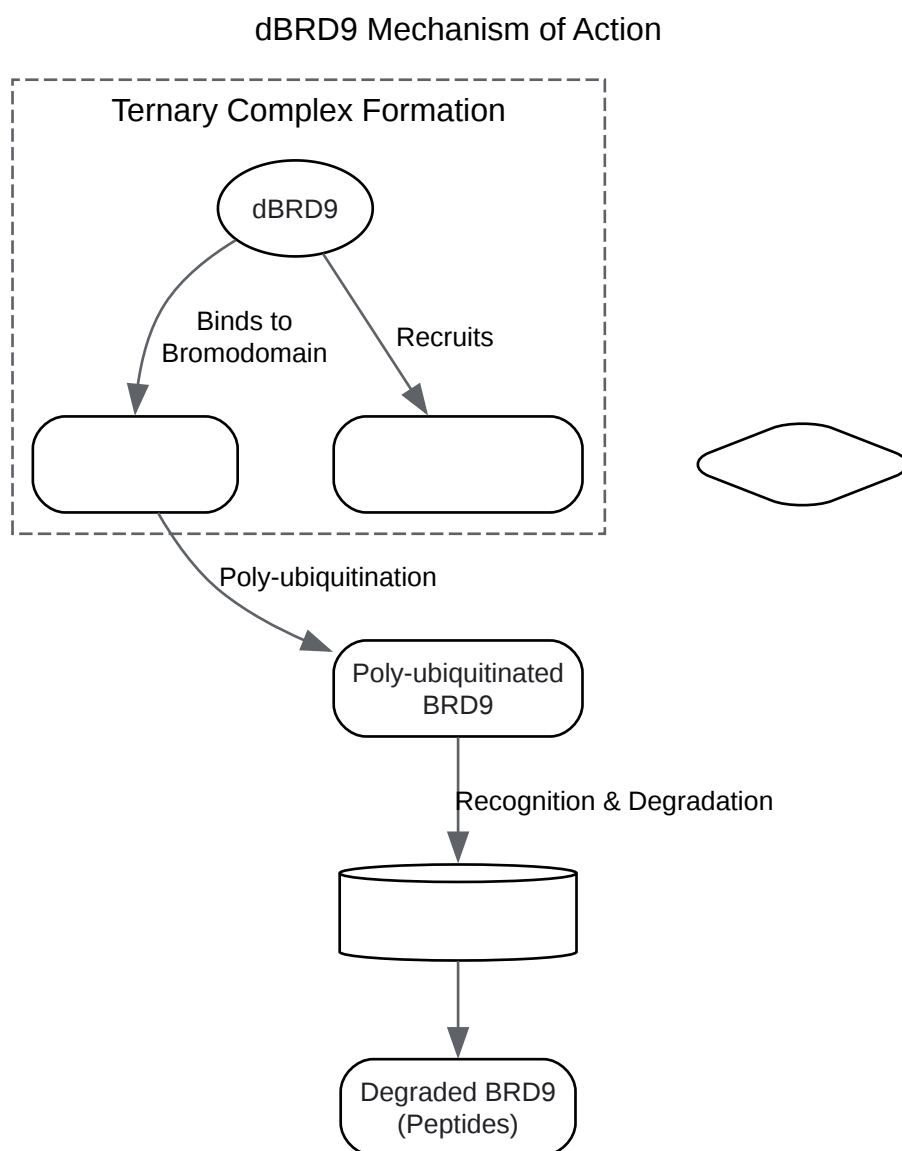 dBRD9 Mechanism of Action
Ternary Complex Formation
dBRD9
Binds to
Bromodomain
Recruits
Poly-ubiquitination
Poly-ubiquitinated
BRD9
Recognition & Degradation
Degraded BRD9
(Peptides)